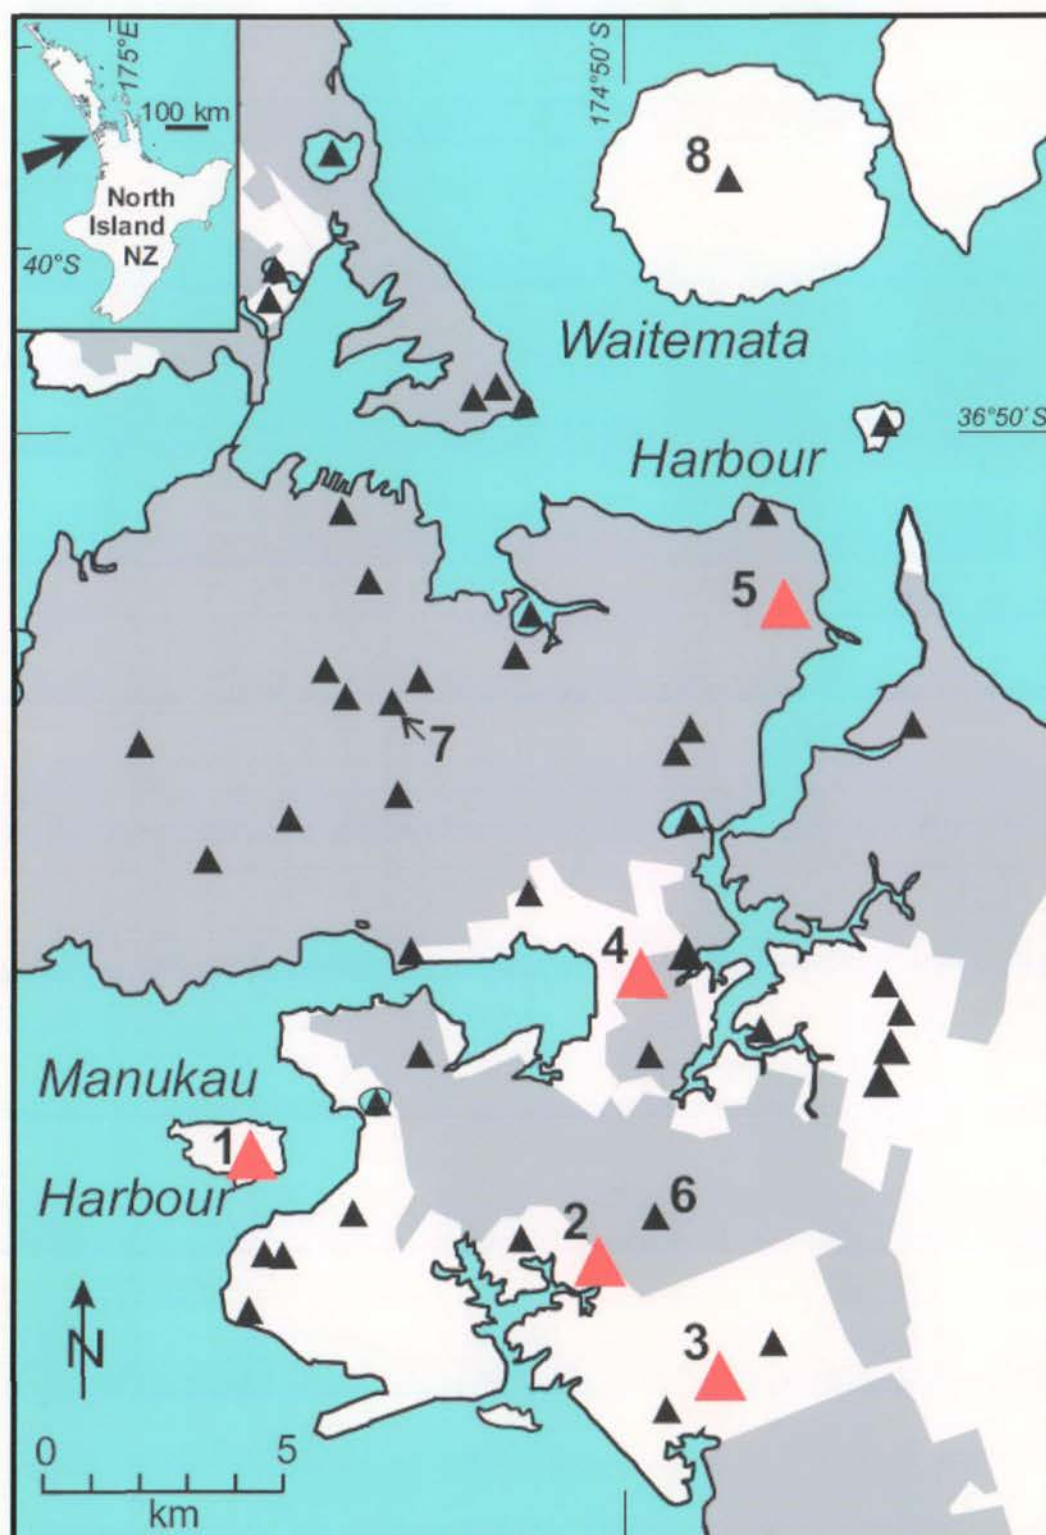 175°E
100 km
North
Island
NZ
40°S
174°50′ S
8
Waitemata
36°50′ S
Harbour
5
7
4
Manukau
1
Harbour
6
2
3
N
0 5
km